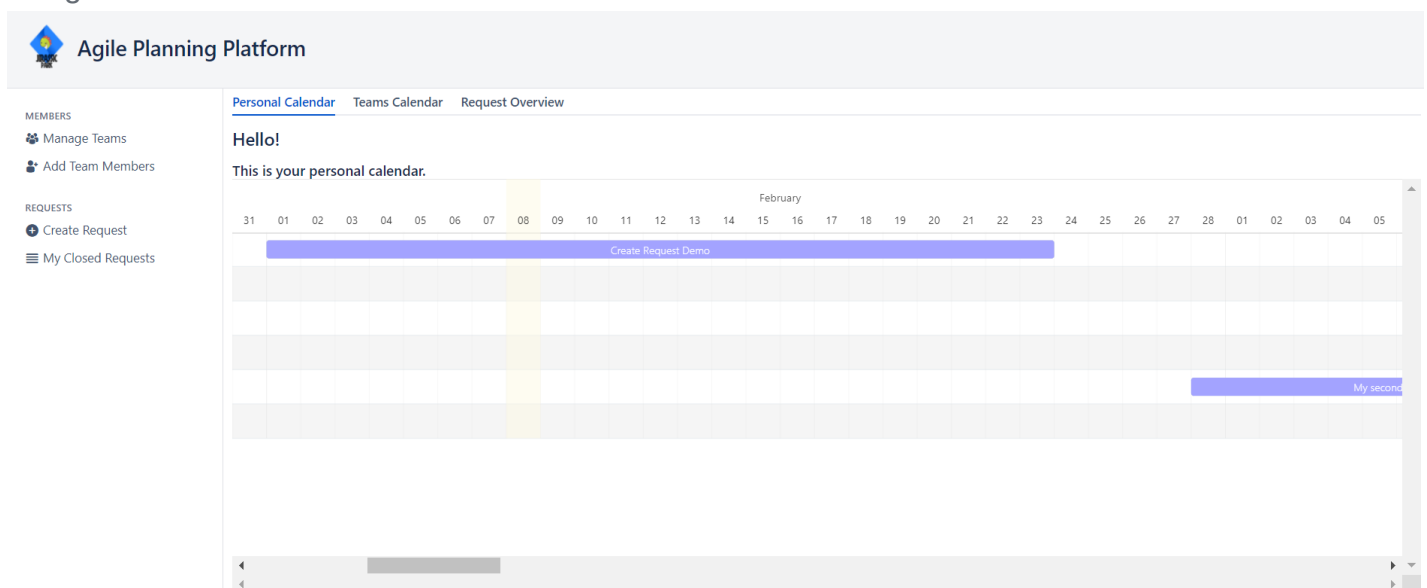 Agile Planning Platform
Personal Calendar Teams Calendar Request Overview
MEMBERS
Manage Teams
Add Team Members
REQUESTS
Create Request
My Closed Requests
Hello!
This is your personal calendar.
February
31 01 02 03 04 05 06 07 08 09 10 11 12 13 14 15 16 17 18 19 20 21 22 23 24 25 26 27 28 01 02 03 04 05
Create Request Demo
My second